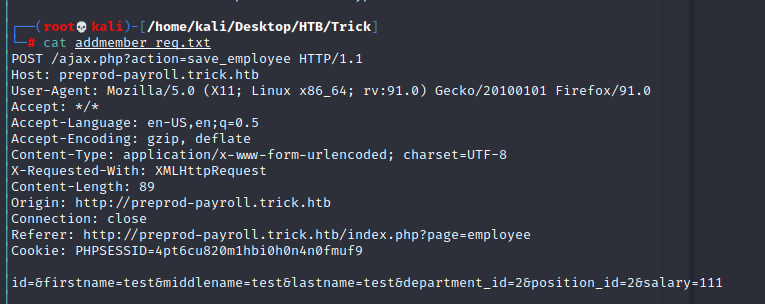 ┌──(root💀kali)-[/home/kali/Desktop/HTB/Trick]
└─# cat addmember_req.txt
POST /ajax.php?action=save_employee HTTP/1.1
Host: preprod-payroll.trick.htb
User-Agent: Mozilla/5.0 (X11; Linux x86_64; rv:91.0) Gecko/20100101 Firefox/91.0
Accept: */*
Accept-Language: en-US,en;q=0.5
Accept-Encoding: gzip, deflate
Content-Type: application/x-www-form-urlencoded; charset=UTF-8
X-Requested-With: XMLHttpRequest
Content-Length: 89
Origin: http://preprod-payroll.trick.htb
Connection: close
Referer: http://preprod-payroll.trick.htb/index.php?page=employee
Cookie: PHPSESSID=4pt6cu820m1hbi0h0n4n0fmuf9
id=&firstname=test&middlename=test&lastname=test&department_id=2&position_id=2&salary=111